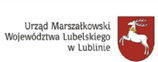 Urząd Marszałkowski
Województwa Lubelskiego
w Lublinie